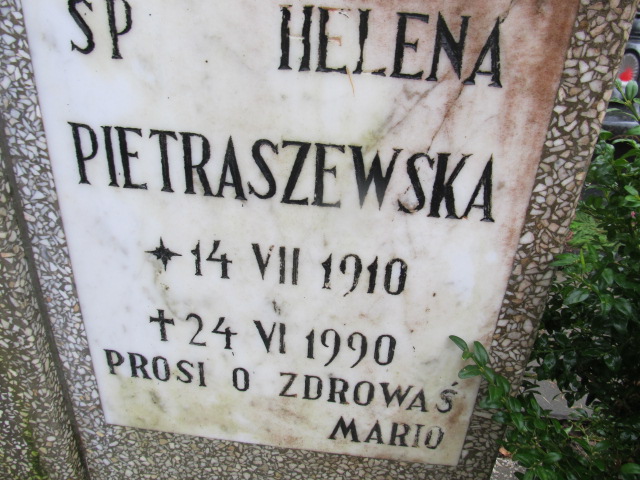 SP HELENA
PIETRASZEWSKA
14 VII 1910
24 VI 1990
PROSI O ZDROWAŚ
MARIO